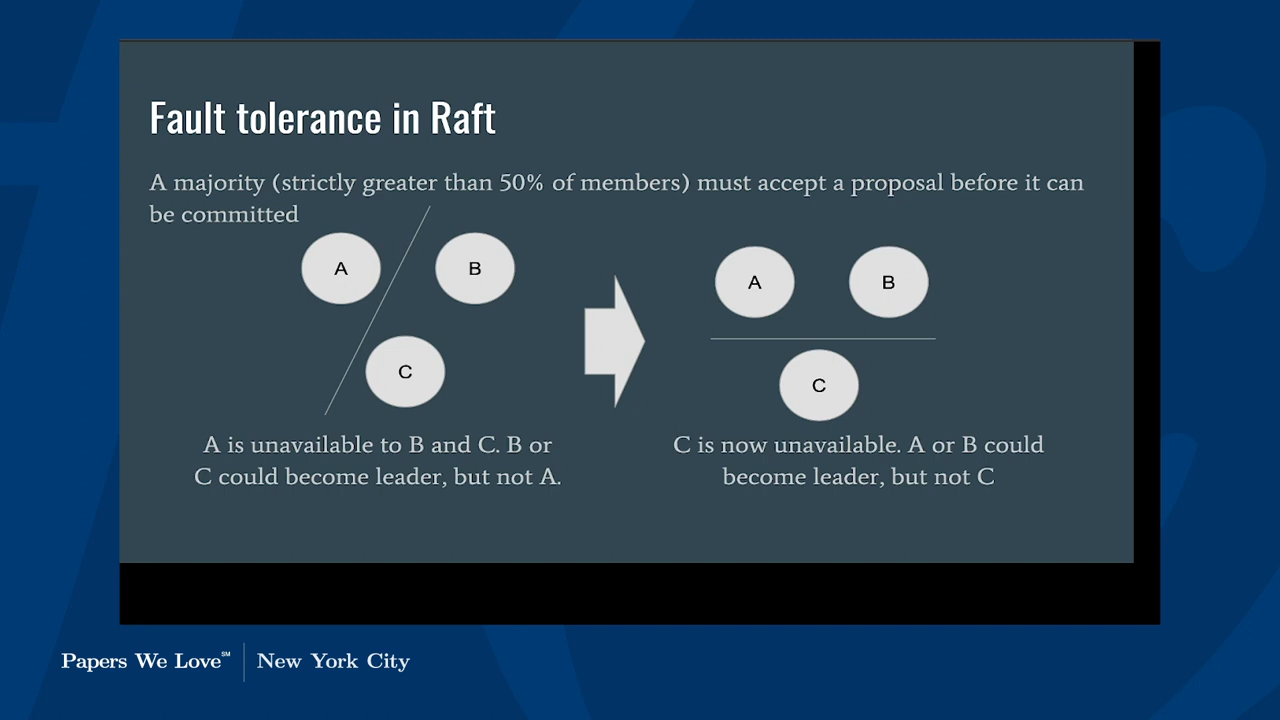 Fault tolerance in Raft
A majority (strictly greater than 50% of members) must accept a proposal before it can
be committed
A
B
C
A is unavailable to B and C. B or
C could become leader, but not A.
A
B
C
C is now unavailable. A or B could
become leader, but not C
Papers We Love℠ | New York City